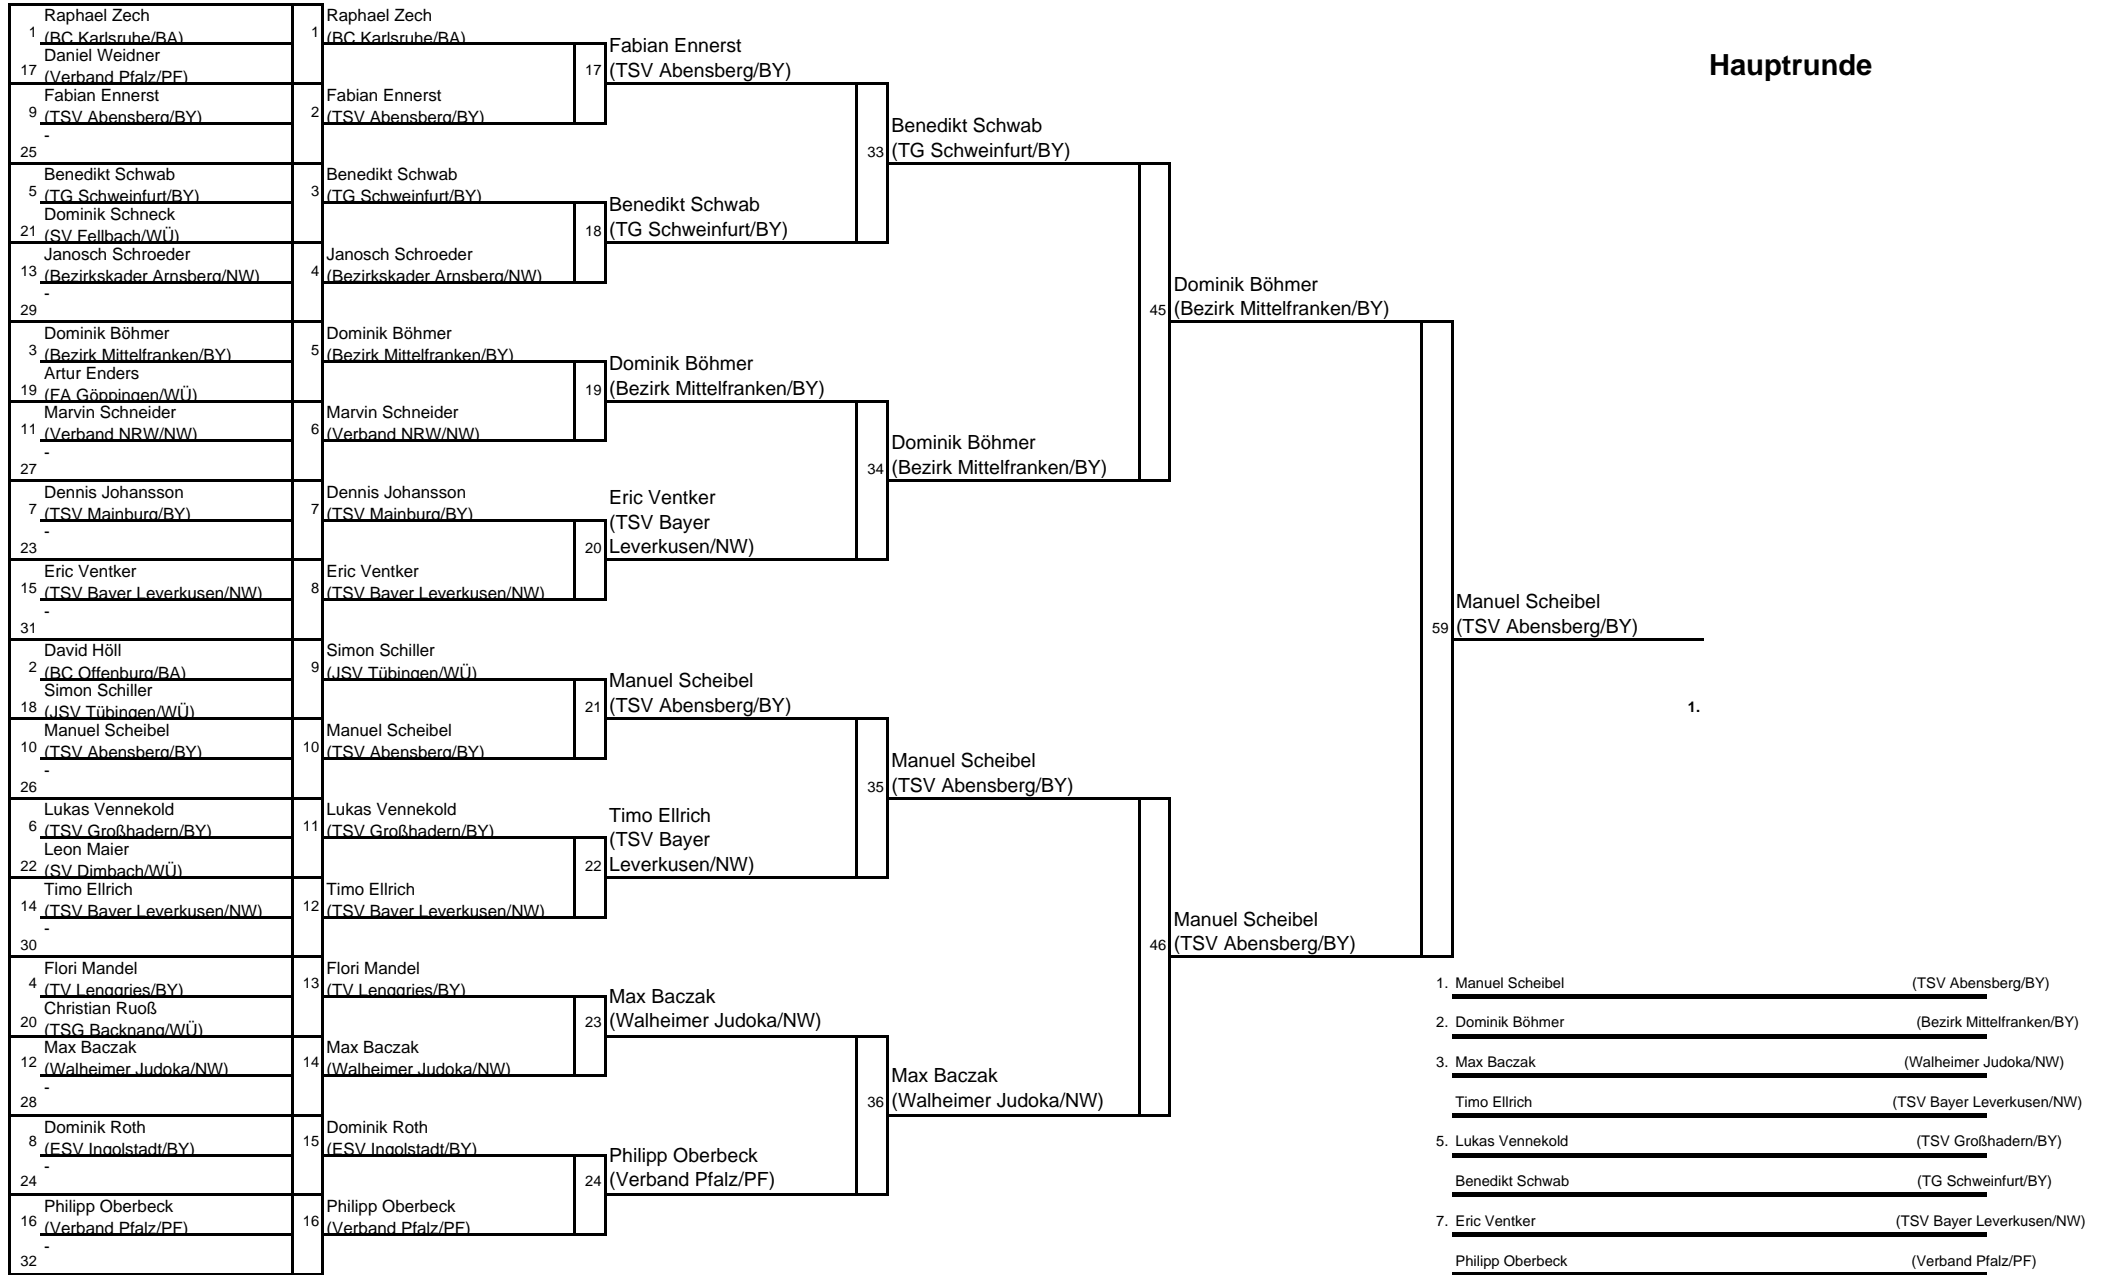 Hauptrunde
1 Raphael Zech
(BC Karlsruhe/BA)
17 Daniel Weidner
(Verband Pfalz/PF)
9 Fabian Ennerst
(TSV Abensberg/BY)
25 -
5 Benedikt Schwab
(TG Schweinfurt/BY)
21 Dominik Schneck
(SV Fellbach/WÜ)
13 Janosch Schroeder
(Bezirkskader Arnsberg/NW)
29 -
3 Dominik Böhmer
(Bezirk Mittelfranken/BY)
19 Artur Enders
(FA Göppingen/WÜ)
11 Marvin Schneider
(Verband NRW/NW)
27 -
7 Dennis Johansson
(TSV Mainburg/BY)
23 -
15 Eric Ventker
(TSV Bayer Leverkusen/NW)
31 -
2 David Höll
(BC Offenburg/BA)
18 Simon Schiller
(JSV Tübingen/WÜ)
10 Manuel Scheibel
(TSV Abensberg/BY)
26 -
6 Lukas Vennekold
(TSV Großhadern/BY)
22 Leon Maier
(SV Dimbach/WÜ)
14 Timo Ellrich
(TSV Bayer Leverkusen/NW)
30 -
4 Flori Mandel
(TV Lenggries/BY)
20 Christian Ruoß
(TSG Backnang/WÜ)
12 Max Baczak
(Walheimer Judoka/NW)
28 -
8 Dominik Roth
(ESV Ingolstadt/BY)
24 -
16 Philipp Oberbeck
(Verband Pfalz/PF)
32 -
1 Raphael Zech
(BC Karlsruhe/BA)
2 Fabian Ennerst
(TSV Abensberg/BY)
3 Benedikt Schwab
(TG Schweinfurt/BY)
4 Janosch Schroeder
(Bezirkskader Arnsberg/NW)
5 Dominik Böhmer
(Bezirk Mittelfranken/BY)
6 Marvin Schneider
(Verband NRW/NW)
7 Dennis Johansson
(TSV Mainburg/BY)
8 Eric Ventker
(TSV Bayer Leverkusen/NW)
9 Simon Schiller
(JSV Tübingen/WÜ)
10 Manuel Scheibel
(TSV Abensberg/BY)
11 Lukas Vennekold
(TSV Großhadern/BY)
12 Timo Ellrich
(TSV Bayer Leverkusen/NW)
13 Flori Mandel
(TV Lenggries/BY)
14 Max Baczak
(Walheimer Judoka/NW)
15 Dominik Roth
(ESV Ingolstadt/BY)
16 Philipp Oberbeck
(Verband Pfalz/PF)
Fabian Ennerst
17 (TSV Abensberg/BY)
Benedikt Schwab
18 (TG Schweinfurt/BY)
Dominik Böhmer
19 (Bezirk Mittelfranken/BY)
Eric Ventker
(TSV Bayer
20 Leverkusen/NW)
Manuel Scheibel
21 (TSV Abensberg/BY)
Timo Ellrich
(TSV Bayer
22 Leverkusen/NW)
Max Baczak
23 (Walheimer Judoka/NW)
Philipp Oberbeck
24 (Verband Pfalz/PF)
Benedikt Schwab
33 (TG Schweinfurt/BY)
Dominik Böhmer
34 (Bezirk Mittelfranken/BY)
Manuel Scheibel
35 (TSV Abensberg/BY)
Max Baczak
36 (Walheimer Judoka/NW)
Dominik Böhmer
45 (Bezirk Mittelfranken/BY)
Manuel Scheibel
46 (TSV Abensberg/BY)
Manuel Scheibel
59 (TSV Abensberg/BY)
1.
1. Manuel Scheibel (TSV Abensberg/BY)
2. Dominik Böhmer (Bezirk Mittelfranken/BY)
3. Max Baczak (Walheimer Judoka/NW)
Timo Ellrich (TSV Bayer Leverkusen/NW)
5. Lukas Vennekold (TSV Großhadern/BY)
Benedikt Schwab (TG Schweinfurt/BY)
7. Eric Ventker (TSV Bayer Leverkusen/NW)
Philipp Oberbeck (Verband Pfalz/PF)